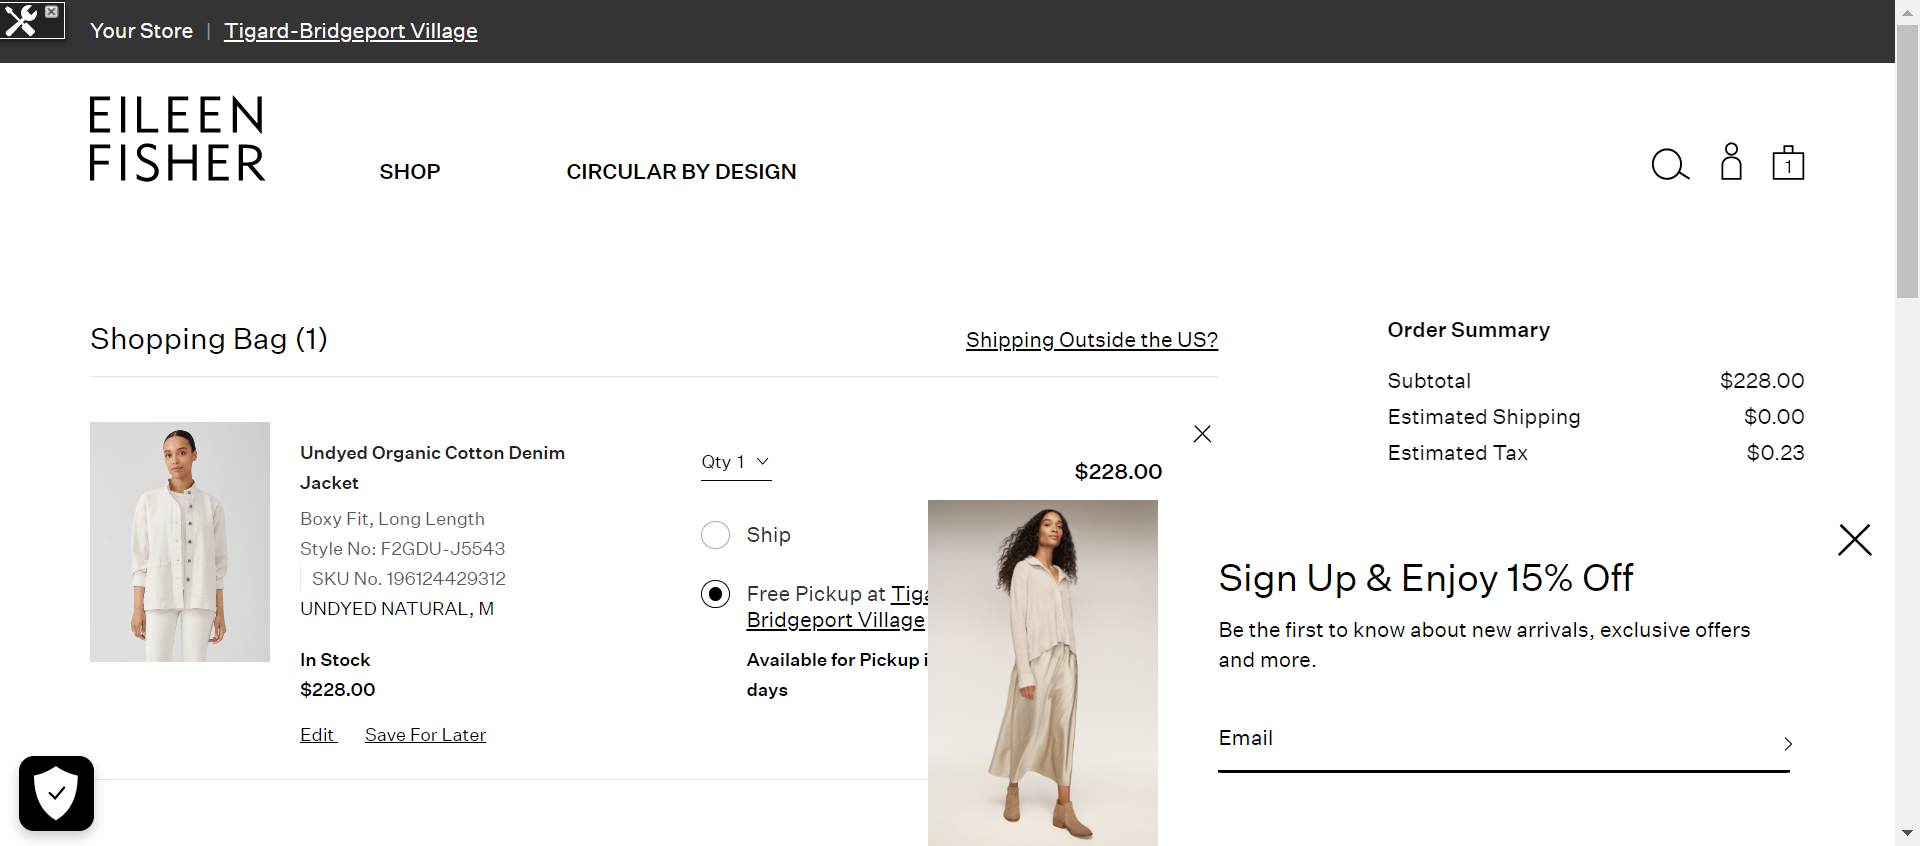 Your Store | Tigard-Bridgeport Village
EILEEN
FISHER
SHOP
CIRCULAR BY DESIGN
1
Shopping Bag (1)
Shipping Outside the US?
Undyed Organic Cotton Denim
Jacket
Boxy Fit, Long Length
Style No: F2GDU-J5543
SKU No. 196124429312
UNDYED NATURAL, M
In Stock
$228.00
Edit
Save For Later
Qty 1
$228.00
Ship
Free Pickup at
Bridgeport Village
Available for Pickup
days
Order Summary
Subtotal $228.00
Estimated Shipping $0.00
Estimated Tax $0.23
Sign Up & Enjoy 15% Off
Be the first to know about new arrivals, exclusive offers
and more.
Email